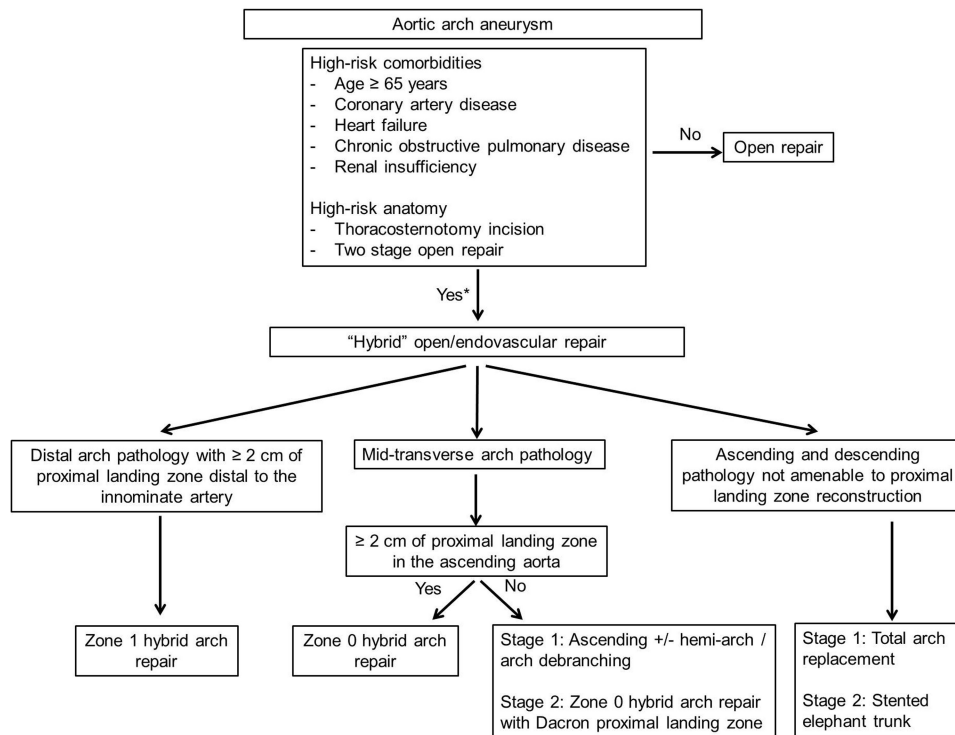 Aortic arch aneurysm
High-risk comorbidities
- Age ≥ 65 years
- Coronary artery disease
- Heart failure
- Chronic obstructive pulmonary disease
- Renal insufficiency
High-risk anatomy
- Thoracosternotomy incision
- Two stage open repair
No
Open repair
Yes*
“Hybrid” open/endovascular repair
Distal arch pathology with ≥ 2 cm of
proximal landing zone distal to the
innominate artery
Mid-transverse arch pathology
Ascending and descending
pathology not amenable to proximal
landing zone reconstruction
≥ 2 cm of proximal landing zone
in the ascending aorta
Yes
No
Zone 1 hybrid arch
repair
Zone 0 hybrid arch
repair
Stage 1: Ascending +/- hemi-arch /
arch debranching
Stage 2: Zone 0 hybrid arch repair
with Dacron proximal landing zone
Stage 1: Total arch
replacement
Stage 2: Stented
elephant trunk